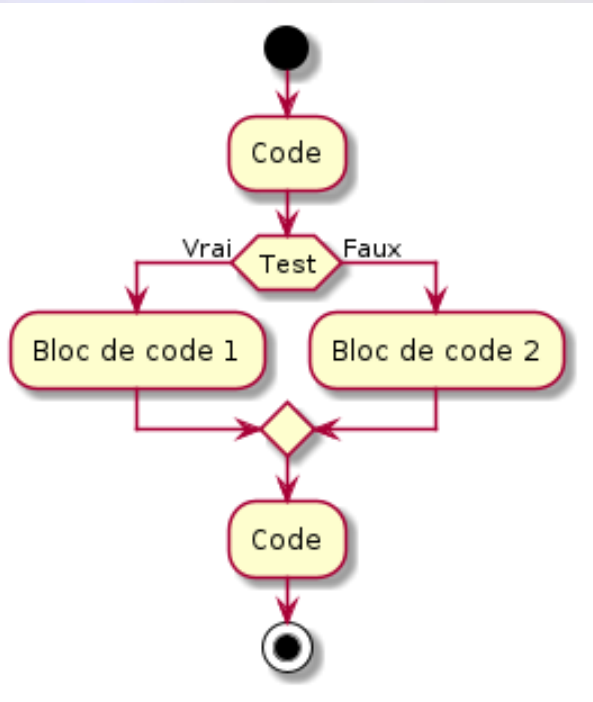 Code
Vrai
Test
Faux
Bloc de code 1
Bloc de code 2
Code